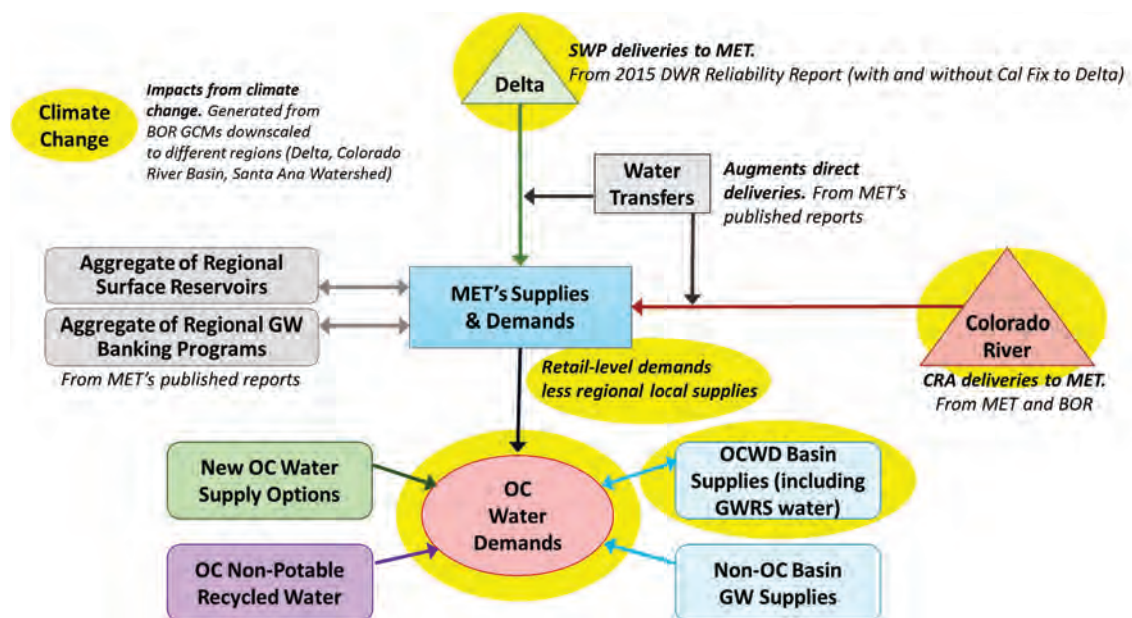 SWP deliveries to MET.
From 2015 DWR Reliability Report (with and without Cal Fix to Delta)
Delta
Climate
Change
Impacts from climate
change. Generated from
BOR GCMs downscaled
to different regions (Delta, Colorado
River Basin, Santa Ana Watershed)
Water
Transfers
Augments direct
deliveries. From MET's
published reports
Aggregate of Regional
Surface Reservoirs
Aggregate of Regional GW
Banking Programs
From MET's published reports
MET's Supplies
& Demands
Colorado
River
CRA deliveries to MET.
From MET and BOR
Retail-level demands
less regional local supplies
New OC Water
Supply Options
OC
Water
Demands
OCWD Basin
Supplies (including
GWRS water)
OC Non-Potable
Recycled Water
Non-OC Basin
GW Supplies